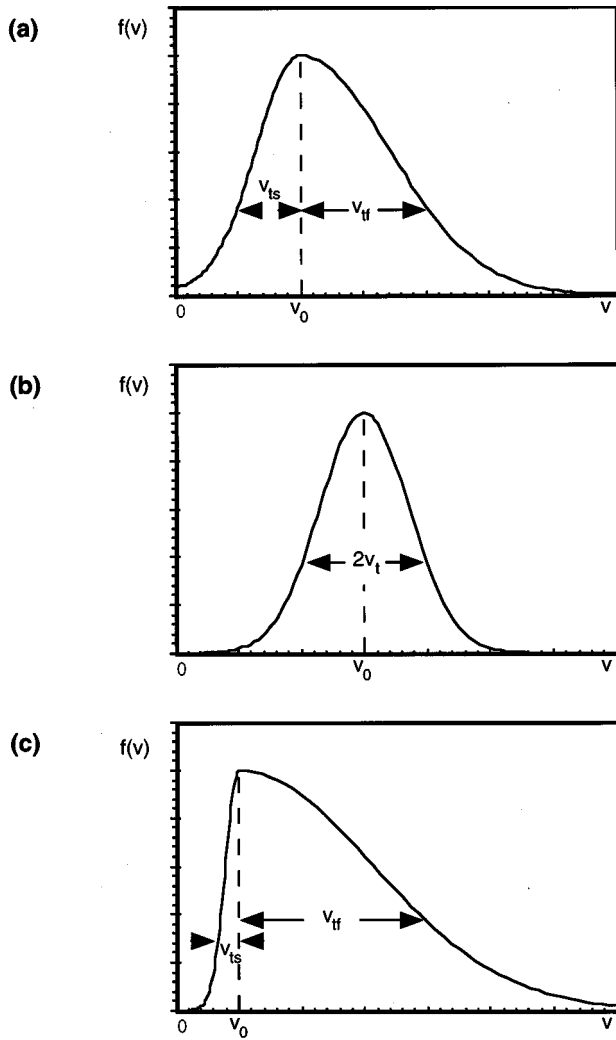 (a) f(v)
v_ts v_tf
0 v_0 v
(b) f(v)
2v_t
0 v_0 v
(c) f(v)
v_tf
v_ts
0 v_0 v